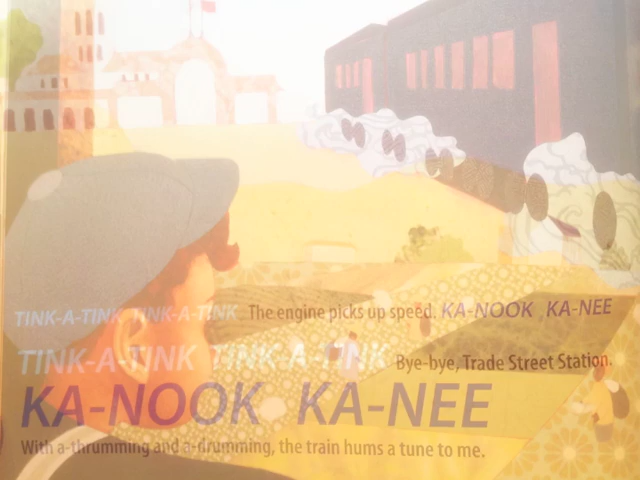 TINK-A-TINK TINK-A-TINK The engine picks up speed. KA-NOOK KA-NEE
TINK-A-TINK TINK-A-TINK Bye-bye, Trade Street Station.
KA-NOOK KA-NEE
With a-thrumming and a-drumming, the train hums a tune to me.